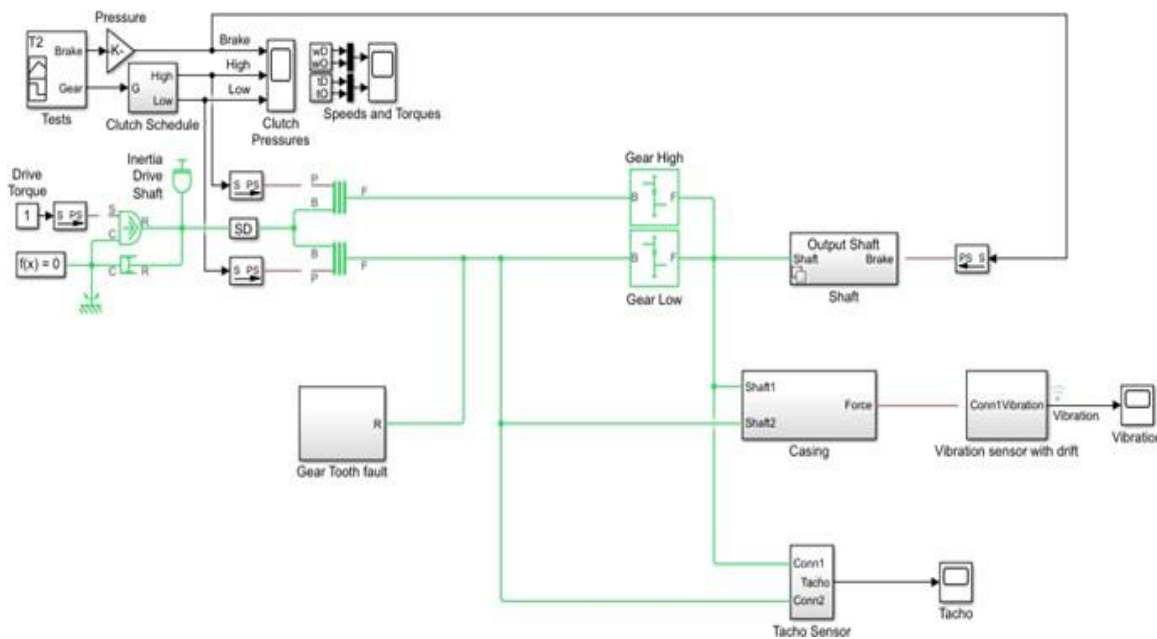 Pressure
T2
Brake
Gear
Tests
K-
G
High
Low
Clutch Schedule
Brake
High
Low
Clutch
Pressures
wD
wO
tD
tO
Speeds and Torques
Inertia
Drive
Shaft
Drive
Torque
1
S PS
S
C
R
f(x) = 0
C
R
S PS
SD
S PS
P
B
F
B
P
F
Gear High
B
F
B
F
Gear Low
Output Shaft
Shaft
Brake
Shaft
PS S
R
Gear Tooth fault
Shaft1
Shaft2
Force
Casing
Conn1
Vibration
Vibration sensor with drift
Vibration
Vibration
Conn1
Tacho
Conn2
Tacho Sensor
Tacho